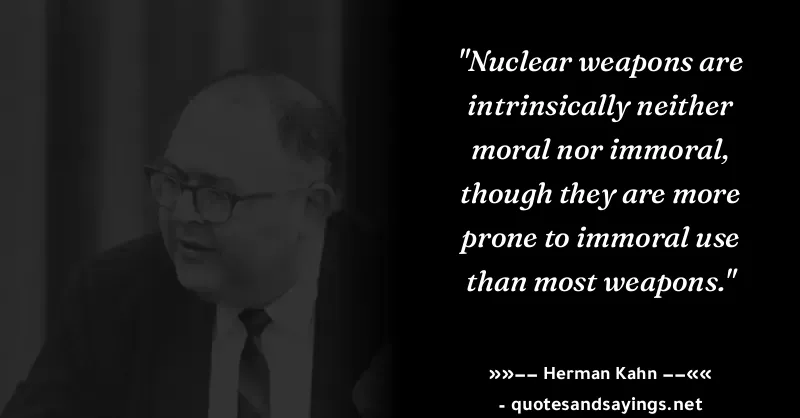 "Nuclear weapons are
intrinsically neither
moral nor immoral,
though they are more
prone to immoral use
than most weapons."
»»–– Herman Kahn ––««
- quotesandsayings.net